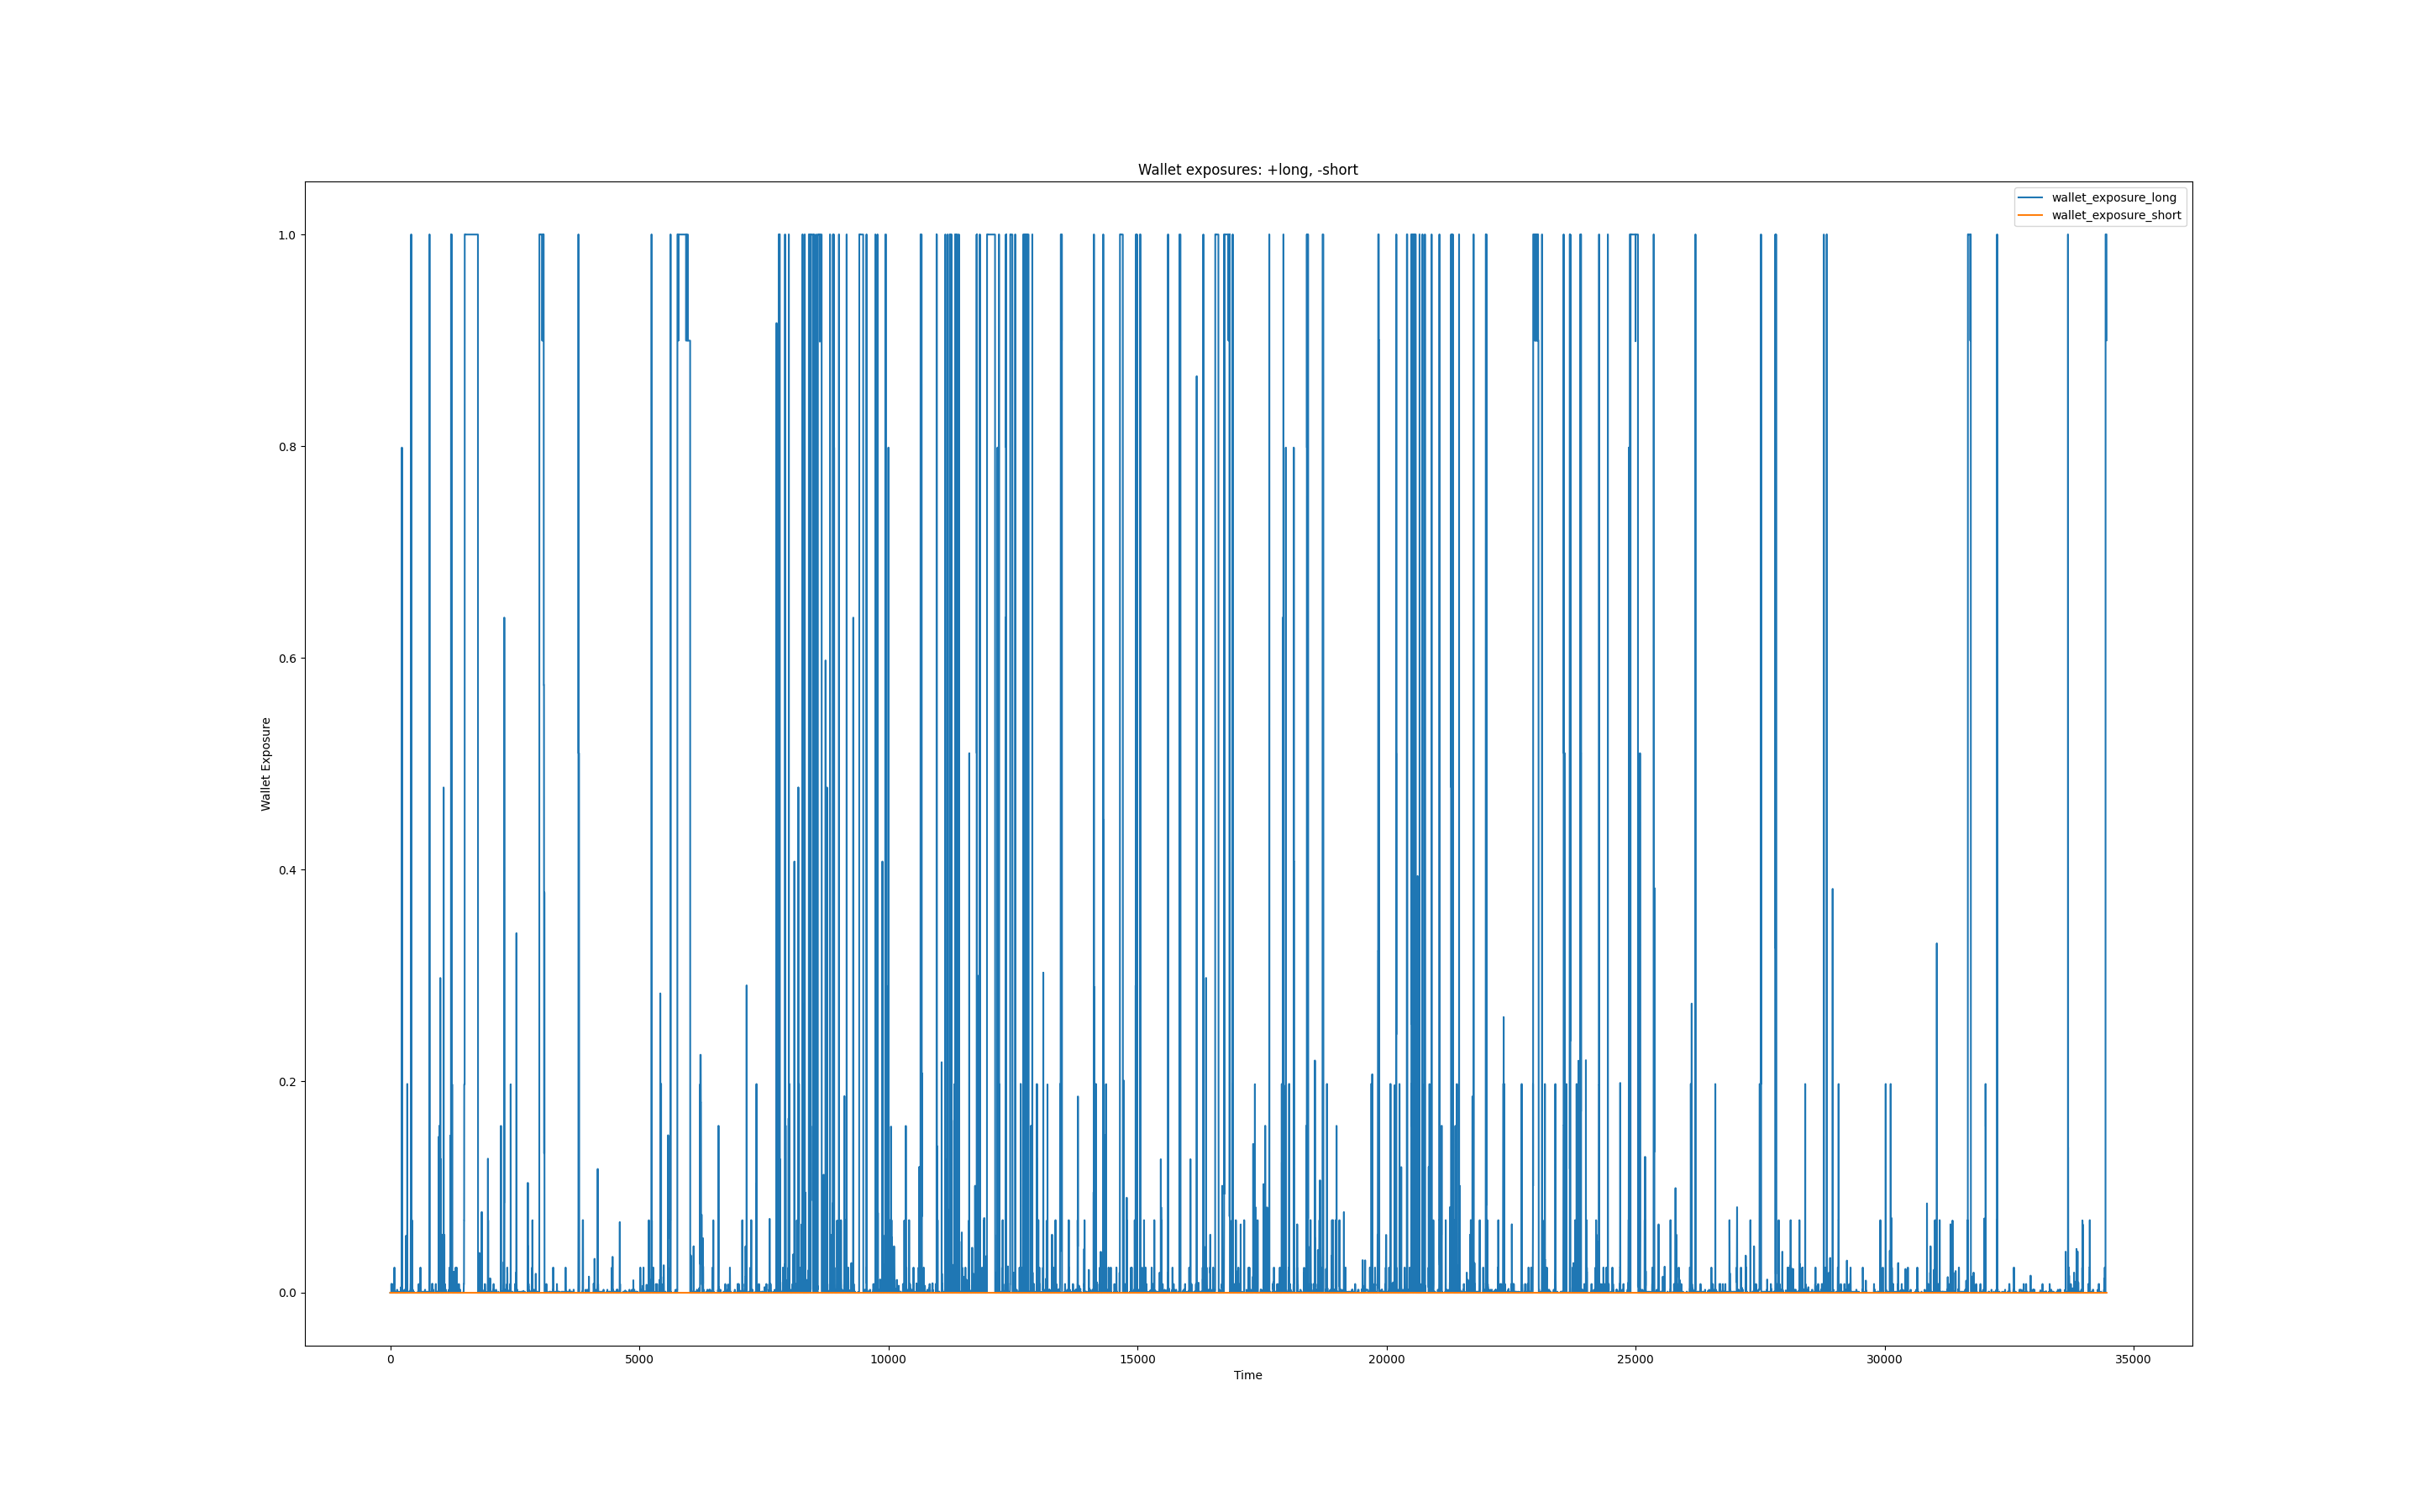 Wallet exposures: +long, -short
wallet_exposure_long
wallet_exposure_short
1.0
0.8
0.6
0.4
0.2
0.0
Wallet Exposure
0 5000 10000 15000 20000 25000 30000 35000
Time